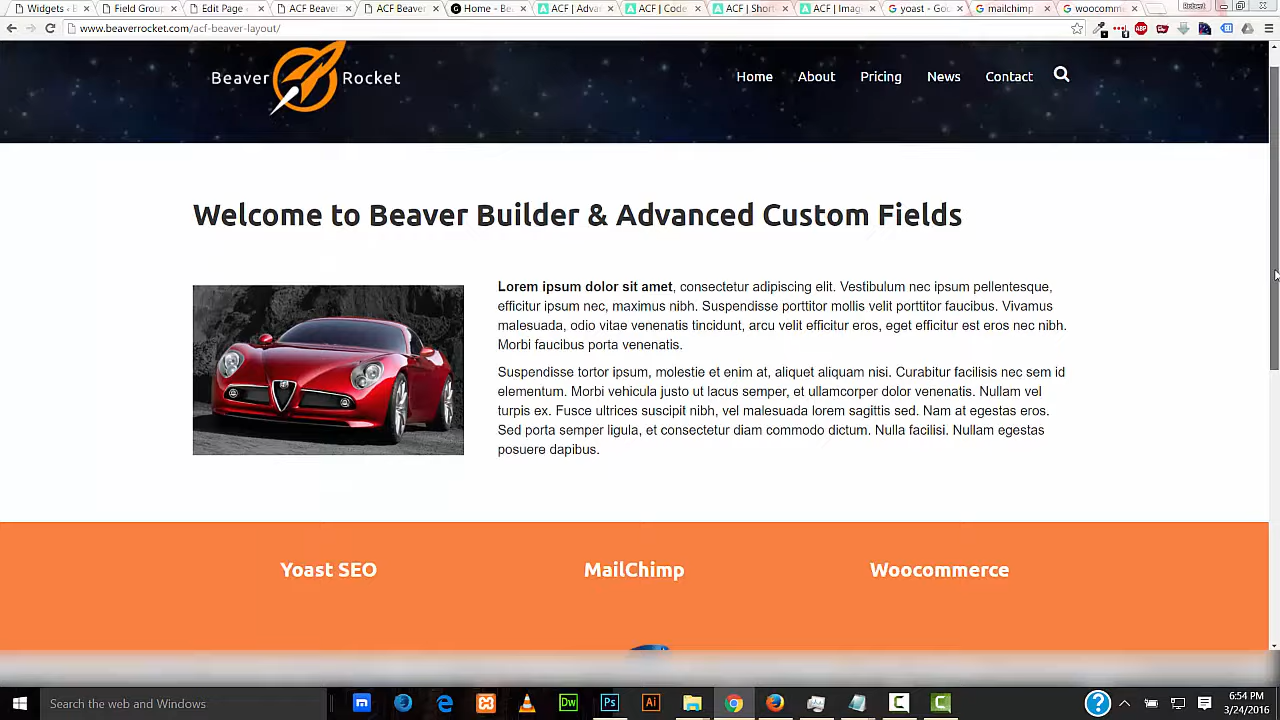 Widgets ‹ B
Field Group
Edit Page ‹
ACF Beaver
ACF Beaver
Home - Bea
ACF | Advan
ACF | Code
ACF | Short
ACF | Imag
yoast - Goo
mailchimp
woocomm
www.beaverrocket.com/acf-beaver-layout/
Beaver Rocket
Home About Pricing News Contact
Welcome to Beaver Builder & Advanced Custom Fields
Lorem ipsum dolor sit amet, consectetur adipiscing elit. Vestibulum nec ipsum pellentesque,
efficitur ipsum nec, maximus nibh. Suspendisse porttitor mollis velit porttitor faucibus. Vivamus
malesuada, odio vitae venenatis tincidunt, arcu velit efficitur eros, eget efficitur est eros nec nibh.
Morbi faucibus porta venenatis.
Suspendisse tortor ipsum, molestie et enim at, aliquet aliquam nisi. Curabitur facilisis nec sem id
elementum. Morbi vehicula justo ut lacus semper, et ullamcorper dolor venenatis. Nullam vel
turpis ex. Fusce ultrices suscipit nibh, vel malesuada lorem sagittis sed. Nam at egestas eros.
Sed porta semper ligula, et consectetur diam commodo dictum. Nulla facilisi. Nullam egestas
posuere dapibus.
Yoast SEO
MailChimp
Woocommerce
Search the web and Windows
Dw
Ps
Ai
6:54 PM
3/24/2016